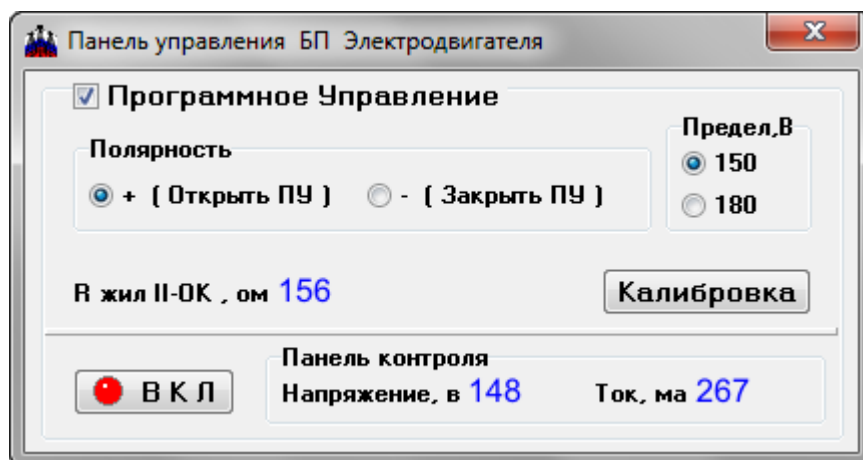 Панель управления БП Электродвигателя
Программное Управление
Полярность
+ ( Открыть ПУ ) - ( Закрыть ПУ )
Предел,В
150
180
R жил II-ОК , ом 156
Калибровка
В К Л
Панель контроля
Напряжение, в 148 Ток, ма 267